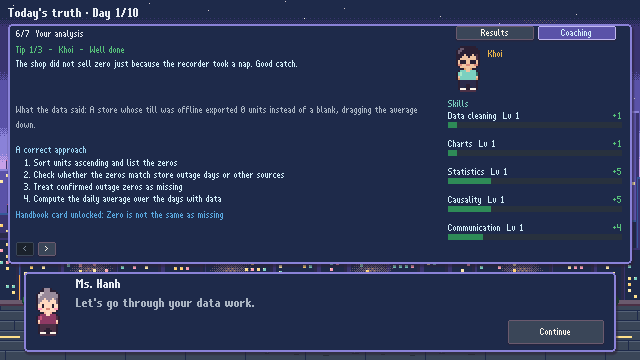 Today's truth · Day 1/10
6/7 Your analysis
Results
Coaching
Tip 1/3 - Khoi - Well done
The shop did not sell zero just because the recorder took a nap. Good catch.
Khoi
What the data said: A store whose till was offline exported 0 units instead of a blank, dragging the average
down.
A correct approach
1. Sort units ascending and list the zeros
2. Check whether the zeros match store outage days or other sources
3. Treat confirmed outage zeros as missing
4. Compute the daily average over the days with data
Handbook card unlocked: Zero is not the same as missing
Skills
Data cleaning Lv 1 +1
Charts Lv 1 +1
Statistics Lv 1 +5
Causality Lv 1 +5
Communication Lv 1 +4
< >
Ms. Hanh
Let's go through your data work.
Continue